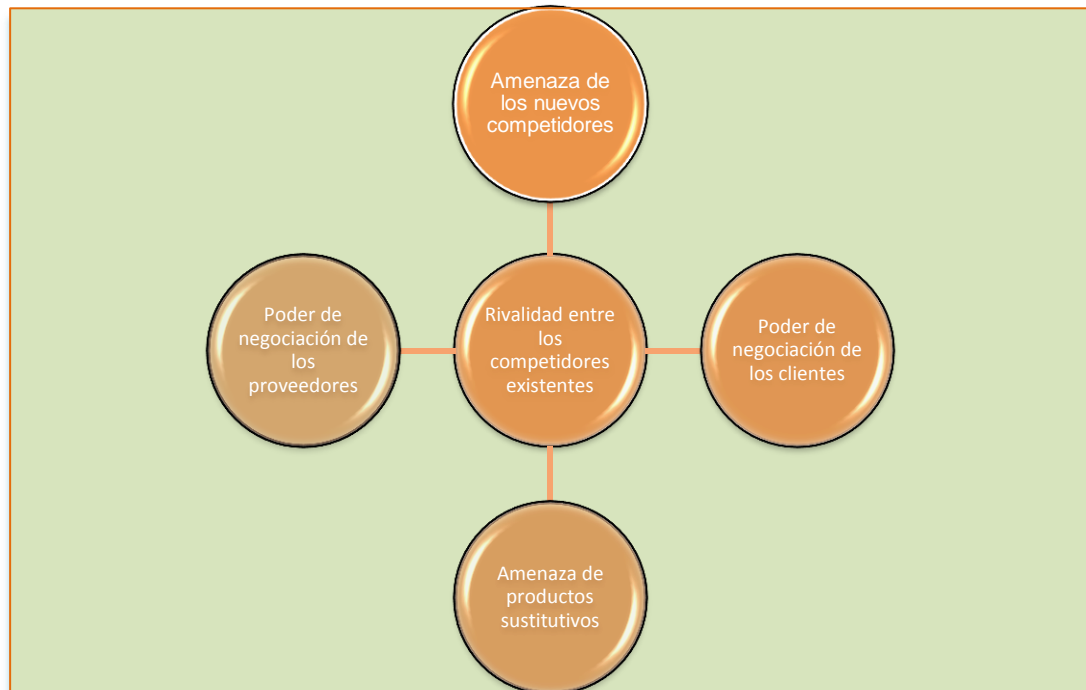 Amenaza de
los nuevos
competidores
Poder de
negociación de
los
proveedores
Rivalidad entre
los
competidores
existentes
Poder de
negociación de
los clientes
Amenaza de
productos
sustitutivos